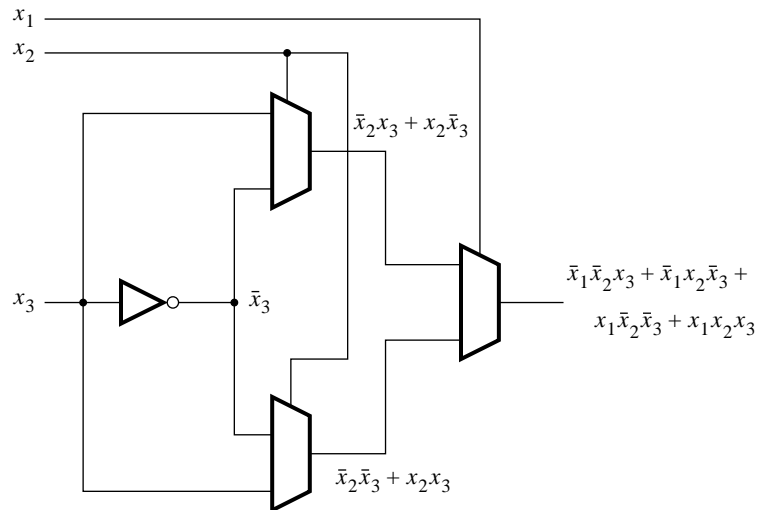 x₁
x₂
x̄₂x₃ + x₂x̄₃
x̄₁x̄₂x₃ + x̄₁x₂x̄₃ +
x₃
x̄₃
x₁x̄₂x̄₃ + x₁x₂x₃
x̄₂x̄₃ + x₂x₃